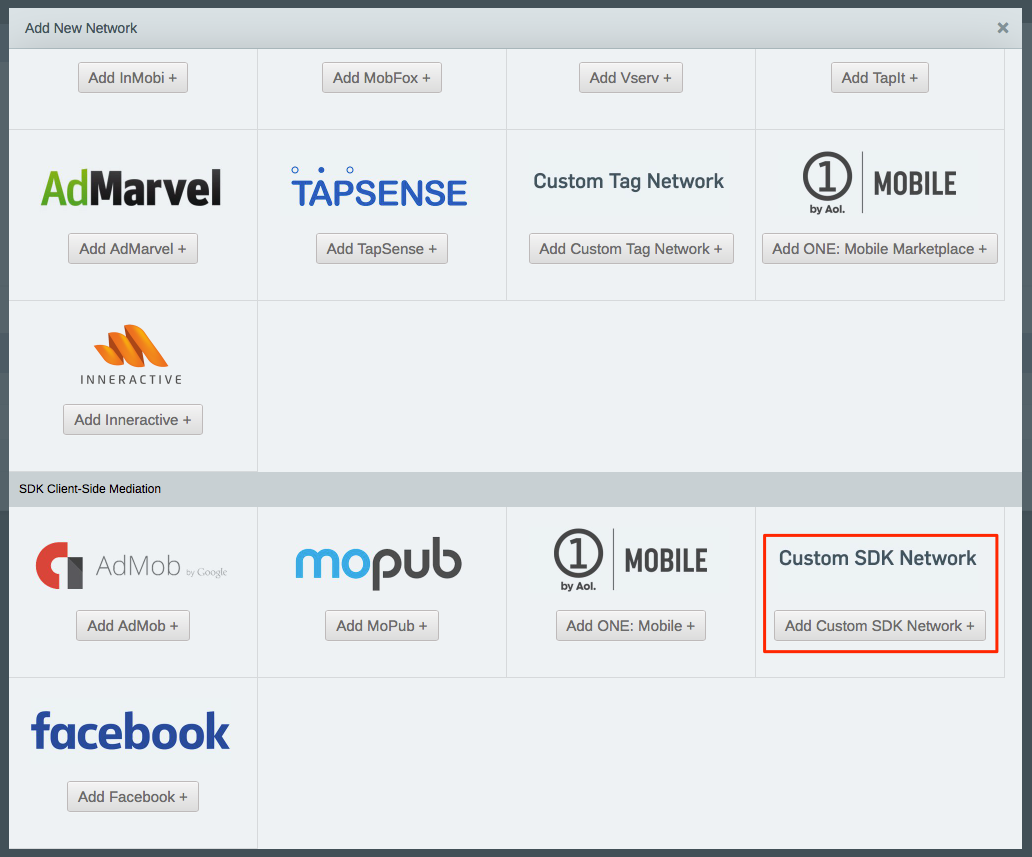 Add New Network
×
Add InMobi +
Add MobFox +
Add Vserv +
Add TapIt +
AdMarvel
TAPSENSE
Custom Tag Network
1 by Aol. MOBILE
Add AdMarvel +
Add TapSense +
Add Custom Tag Network +
Add ONE: Mobile Marketplace +
INNERACTIVE
Add Inneractive +
SDK Client-Side Mediation
AdMob by Google
mopub
1 by Aol. MOBILE
Custom SDK Network
Add AdMob +
Add MoPub +
Add ONE: Mobile +
Add Custom SDK Network +
facebook
Add Facebook +